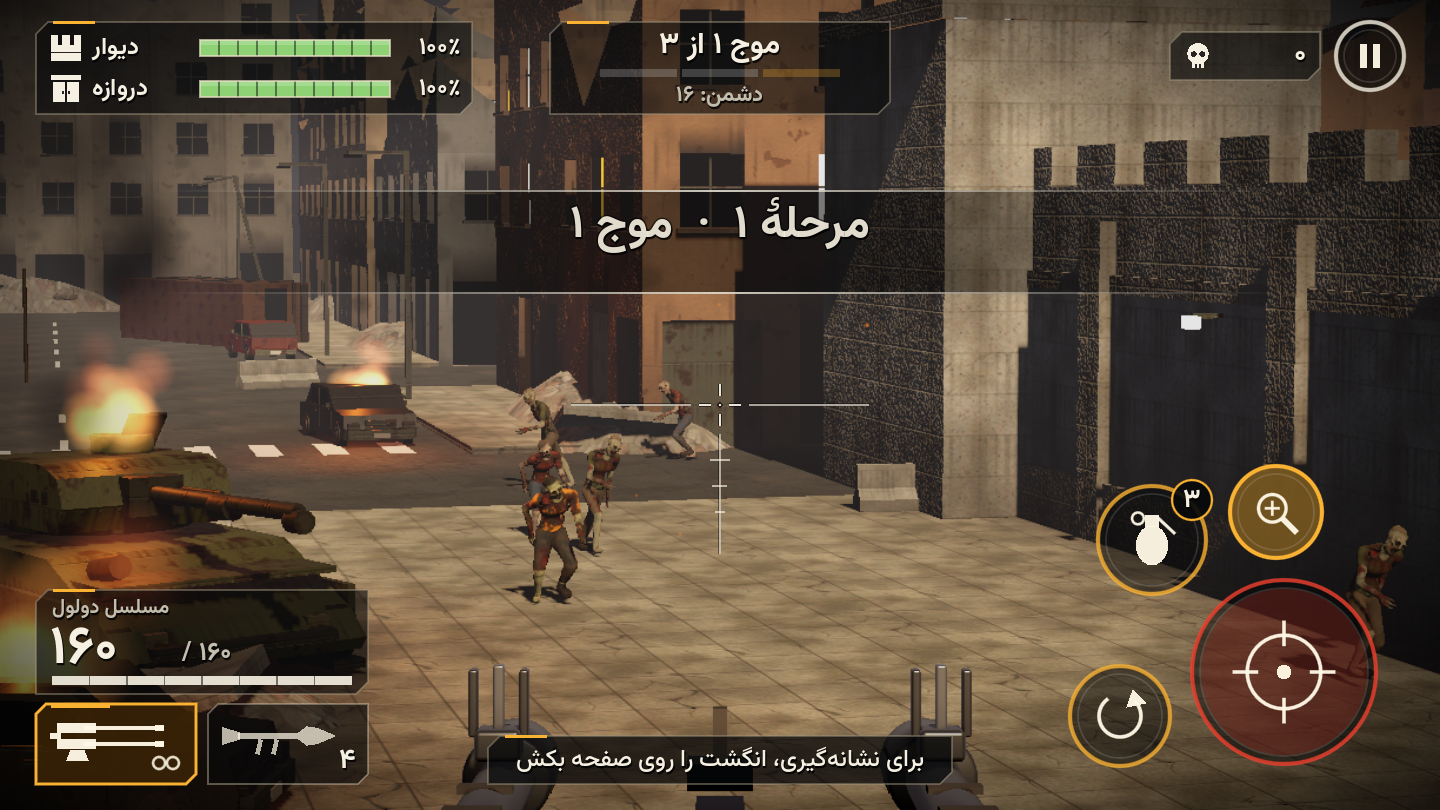 دیوار ۱۰۰٪
دروازه ۱۰۰٪
موج ۱ از ۳
دشمن: ۱۶
۰
مرحلهٔ ۱ · موج ۱
۳
مسلسل دولول
۱۶۰ / ۱۶۰
∞
۴
برای نشانه‌گیری، انگشت را روی صفحه بکش